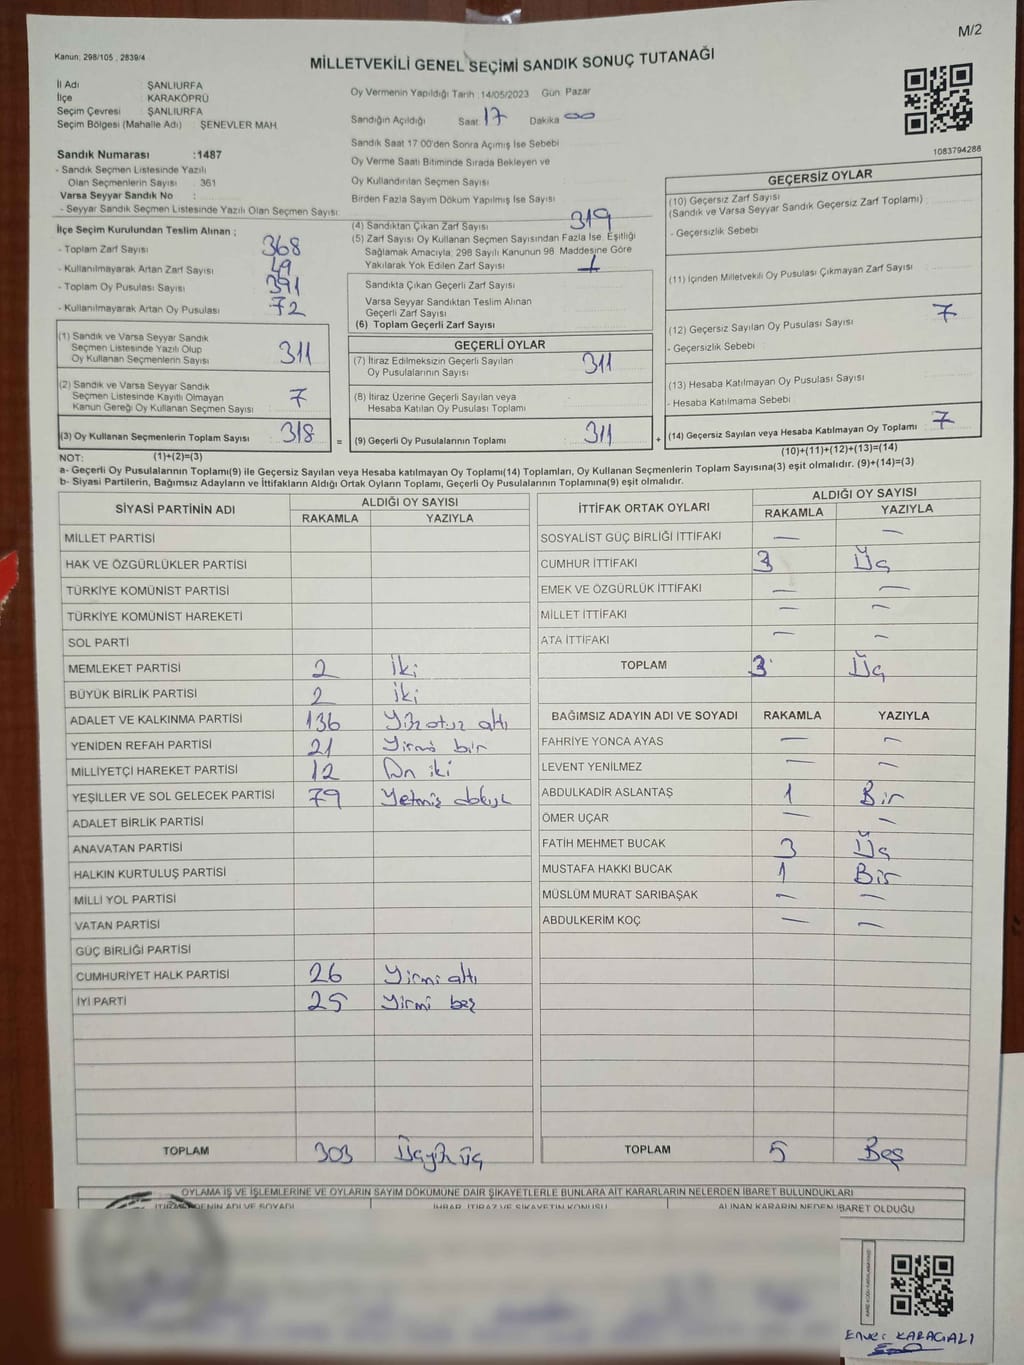 M/2
Kanun: 298/105 , 2839/4
MİLLETVEKİLİ GENEL SEÇİMİ SANDIK SONUÇ TUTANAĞI
İl Adı : ŞANLIURFA
İlçe : KARAKÖPRÜ
Seçim Çevresi : ŞANLIURFA
Seçim Bölgesi (Mahalle Adı) : ŞENEVLER MAH.
Sandık Numarası :1487
- Sandık Seçmen Listesinde Yazılı
Olan Seçmenlerin Sayısı : 361
Varsa Seyyar Sandık No :
- Seyyar Sandık Seçmen Listesinde Yazılı Olan Seçmen Sayısı:
Oy Vermenin Yapıldığı Tarih :14/05/2023 Gün: Pazar
Sandığın Açıldığı Saat: 17 Dakika: 00
Sandık Saat 17:00'den Sonra Açılmış İse Sebebi
Oy Verme Saati Bitiminde Sırada Bekleyen ve
Oy Kullandırılan Seçmen Sayısı
Birden Fazla Sayım Döküm Yapılmış İse Sayısı
1083794286
İlçe Seçim Kurulundan Teslim Alınan ;
- Toplam Zarf Sayısı 368
- Kullanılmayarak Artan Zarf Sayısı 49
- Toplam Oy Pusulası Sayısı 391
- Kullanılmayarak Artan Oy Pusulası 72
(4) Sandıktan Çıkan Zarf Sayısı 319
(5) Zarf Sayısı Oy Kullanan Seçmen Sayısından Fazla İse, Eşitliği
Sağlamak Amacıyla, 298 Sayılı Kanunun 98. Maddesine Göre
Yakılarak Yok Edilen Zarf Sayısı 1
Sandıkta Çıkan Geçerli Zarf Sayısı
Varsa Seyyar Sandıktan Teslim Alınan
Geçerli Zarf Sayısı
(6) Toplam Geçerli Zarf Sayısı
GEÇERSİZ OYLAR
(10) Geçersiz Zarf Sayısı
(Sandık ve Varsa Seyyar Sandık Geçersiz Zarf Toplamı)
- Geçersizlik Sebebi
(11) İçinden Milletvekili Oy Pusulası Çıkmayan Zarf Sayısı
(12) Geçersiz Sayılan Oy Pusulası Sayısı 7
- Geçersizlik Sebebi
(13) Hesaba Katılmayan Oy Pusulası Sayısı
- Hesaba Katılmama Sebebi
(14) Geçersiz Sayılan veya Hesaba Katılmayan Oy Toplamı 7
(10)+(11)+(12)+(13)=(14)
(1) Sandık ve Varsa Seyyar Sandık
Seçmen Listesinde Yazılı Olup
Oy Kullanan Seçmenlerin Sayısı 311
(2) Sandık ve Varsa Seyyar Sandık
Seçmen Listesinde Kayıtlı Olmayan
Kanun Gereği Oy Kullanan Seçmen Sayısı 7
(3) Oy Kullanan Seçmenlerin Toplam Sayısı 318 =
GEÇERLİ OYLAR
(7) İtiraz Edilmeksizin Geçerli Sayılan
Oy Pusulalarının Sayısı : 311
(8) İtiraz Üzerine Geçerli Sayılan veya
Hesaba Katılan Oy Pusulası Toplamı :
(9) Geçerli Oy Pusulalarının Toplamı : 311 +
NOT: (1)+(2)=(3)
a- Geçerli Oy Pusulalarının Toplamı(9) ile Geçersiz Sayılan veya Hesaba katılmayan Oy Toplamı(14) Toplamları, Oy Kullanan Seçmenlerin Toplam Sayısına(3) eşit olmalıdır. (9)+(14)=(3)
b- Siyasi Partilerin, Bağımsız Adayların ve İttifakların Aldığı Ortak Oyların Toplamı, Geçerli Oy Pusulalarının Toplamına(9) eşit olmalıdır.
SİYASİ PARTİNİN ADI ALDIĞI OY SAYISI
RAKAMLA YAZIYLA
MİLLET PARTİSİ
HAK VE ÖZGÜRLÜKLER PARTİSİ
TÜRKİYE KOMÜNİST PARTİSİ
TÜRKİYE KOMÜNİST HAREKETİ
SOL PARTİ
MEMLEKET PARTİSİ 2 İki
BÜYÜK BİRLİK PARTİSİ 2 İki
ADALET VE KALKINMA PARTİSİ 136 Yüzotuz altı
YENİDEN REFAH PARTİSİ 21 Yirmi bir
MİLLİYETÇİ HAREKET PARTİSİ 12 On iki
YEŞİLLER VE SOL GELECEK PARTİSİ 79 Yetmiş dokuz
ADALET BİRLİK PARTİSİ
ANAVATAN PARTİSİ
HALKIN KURTULUŞ PARTİSİ
MİLLİ YOL PARTİSİ
VATAN PARTİSİ
GÜÇ BİRLİĞİ PARTİSİ
CUMHURİYET HALK PARTİSİ 26 Yirmi altı
İYİ PARTİ 25 Yirmi beş
TOPLAM 303 Üçyüz üç
İTTİFAK ORTAK OYLARI ALDIĞI OY SAYISI
RAKAMLA YAZIYLA
SOSYALİST GÜÇ BİRLİĞİ İTTİFAKI — —
CUMHUR İTTİFAKI 3 Üç
EMEK VE ÖZGÜRLÜK İTTİFAKI — —
MİLLET İTTİFAKI — —
ATA İTTİFAKI — —
TOPLAM 3 Üç
BAĞIMSIZ ADAYIN ADI VE SOYADI RAKAMLA YAZIYLA
FAHRİYE YONCA AYAS — —
LEVENT YENİLMEZ — —
ABDULKADİR ASLANTAŞ 1 Bir
ÖMER UÇAR — —
FATİH MEHMET BUCAK 3 Üç
MUSTAFA HAKKI BUCAK 1 Bir
MÜSLÜM MURAT SARIBAŞAK — —
ABDULKERİM KOÇ — —
TOPLAM 5 Beş
OYLAMA İŞ VE İŞLEMLERİNE VE OYLARIN SAYIM DÖKÜMÜNE DAİR ŞİKAYETLERLE BUNLARA AİT KARARLARIN NELERDEN İBARET BULUNDUKLARI
ADI VE SOYADI İHBAR, İTİRAZ VE ŞİKAYETİN KONUSU ALINAN KARARIN NEDEN İBARET OLDUĞU
KARAGALI